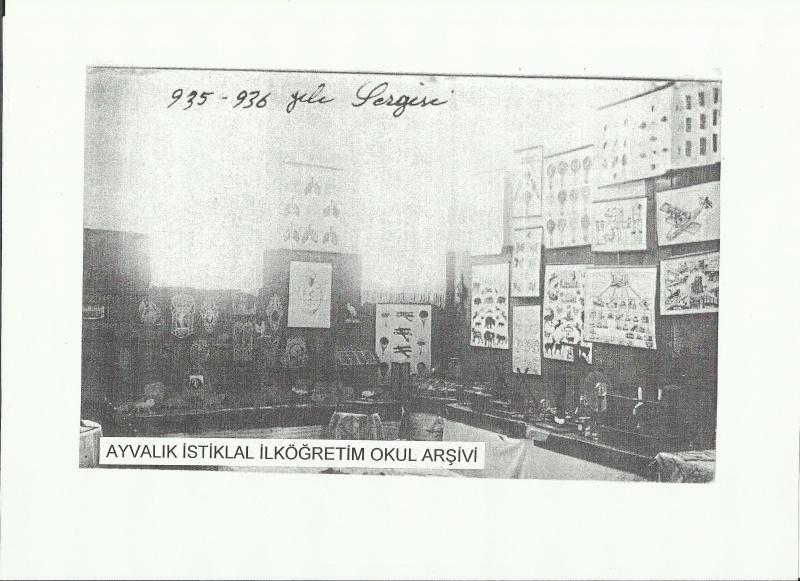 935-936 yılı Sergisi
AYVALIK İSTİKLAL İLKÖĞRETİM OKUL ARŞİVİ